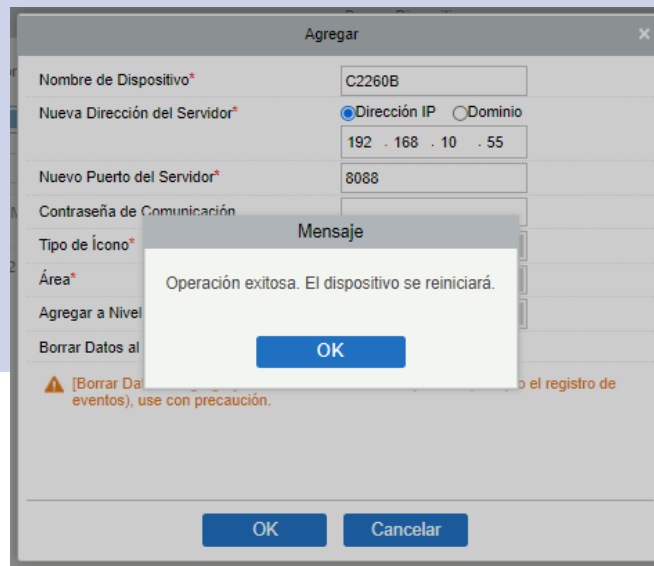 Agregar
Nombre de Dispositivo* C2260B
Nueva Dirección del Servidor* Dirección IP Dominio
192 . 168 . 10 . 55
Nuevo Puerto del Servidor* 8088
Contraseña de Comunicación
Mensaje
Tipo de Ícono*
Operación exitosa. El dispositivo se reiniciará.
Área*
Agregar a Nivel
OK
Borrar Datos al
[Borrar o el registro de
eventos), use con precaución.
OK Cancelar